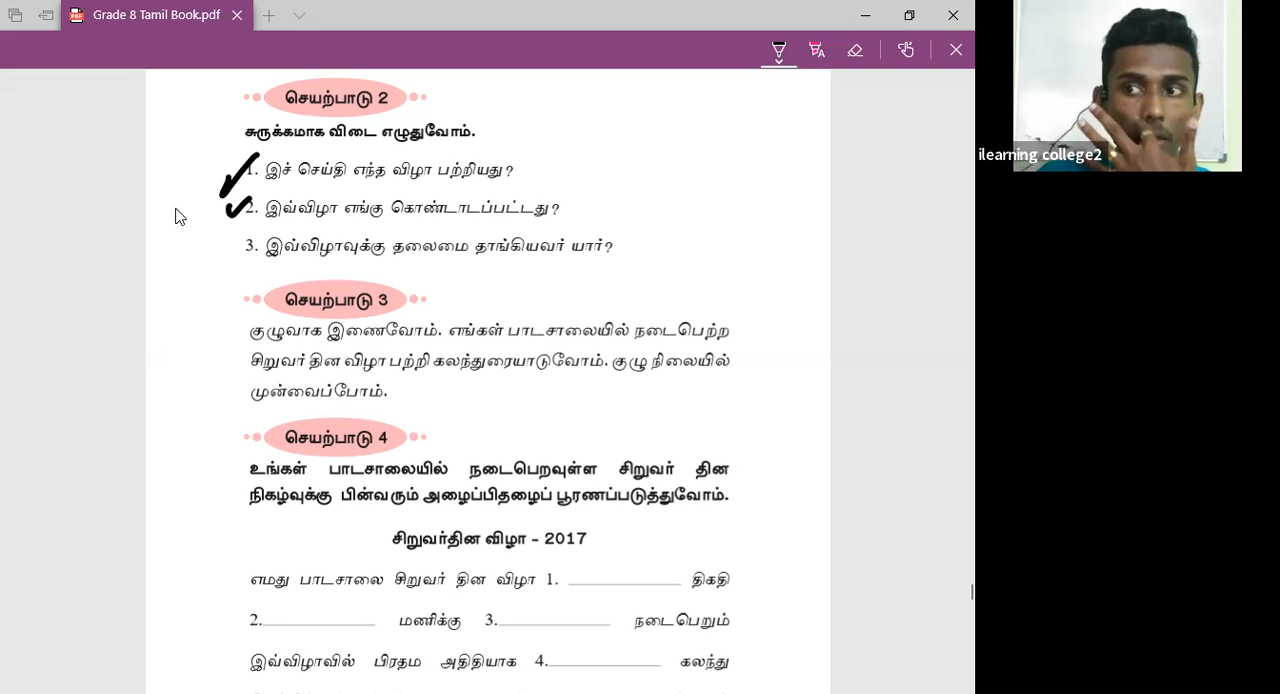 Grade 8 Tamil Book.pdf
ilearning college2
செயற்பாடு 2
சுருக்கமாக விடை எழுதுவோம்.
1. இச் செய்தி எந்த விழா பற்றியது?
2. இவ்விழா எங்கு கொண்டாடப்பட்டது?
3. இவ்விழாவுக்கு தலைமை தாங்கியவர் யார்?
செயற்பாடு 3
குழுவாக இணைவோம். எங்கள் பாடசாலையில் நடைபெற்ற
சிறுவர் தின விழா பற்றி கலந்துரையாடுவோம். குழு நிலையில்
முன்வைப்போம்.
செயற்பாடு 4
உங்கள் பாடசாலையில் நடைபெறவுள்ள சிறுவர் தின
நிகழ்வுக்கு பின்வரும் அழைப்பிதழைப் பூரணப்படுத்துவோம்.
சிறுவர்தின விழா - 2017
எமது பாடசாலை சிறுவர் தின விழா 1. ____________ திகதி
2.____________ மணிக்கு 3.____________ நடைபெறும்
இவ்விழாவில் பிரதம அதிதியாக 4.____________ கலந்து